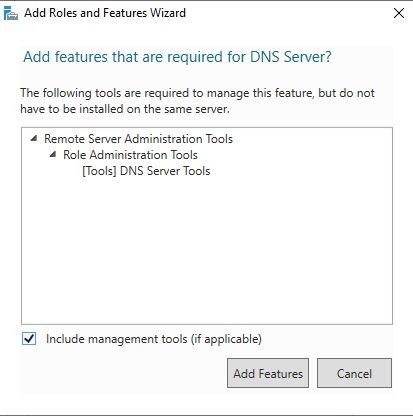 Add Roles and Features Wizard
Add features that are required for DNS Server?
The following tools are required to manage this feature, but do not
have to be installed on the same server.
Remote Server Administration Tools
Role Administration Tools
[Tools] DNS Server Tools
Include management tools (if applicable)
Add Features
Cancel